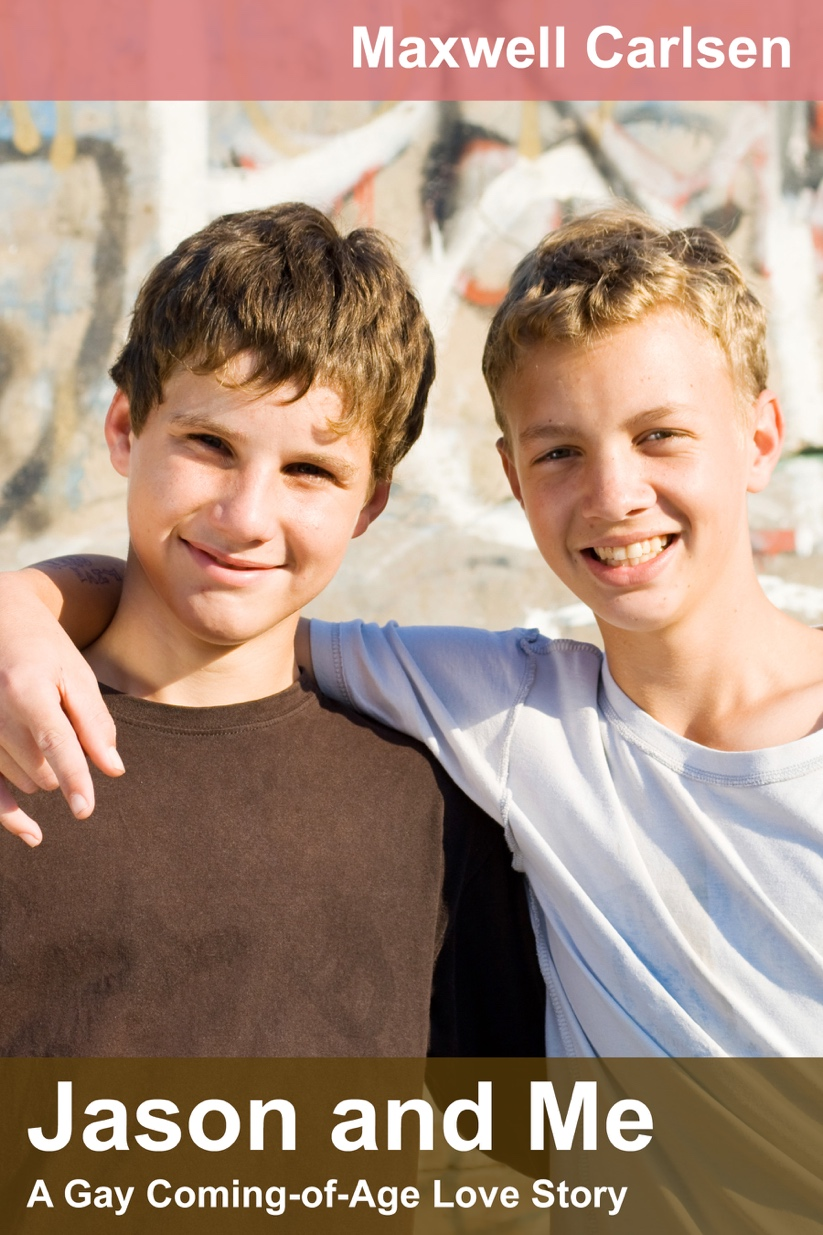 Maxwell Carlsen
Jason and Me
A Gay Coming-of-Age Love Story